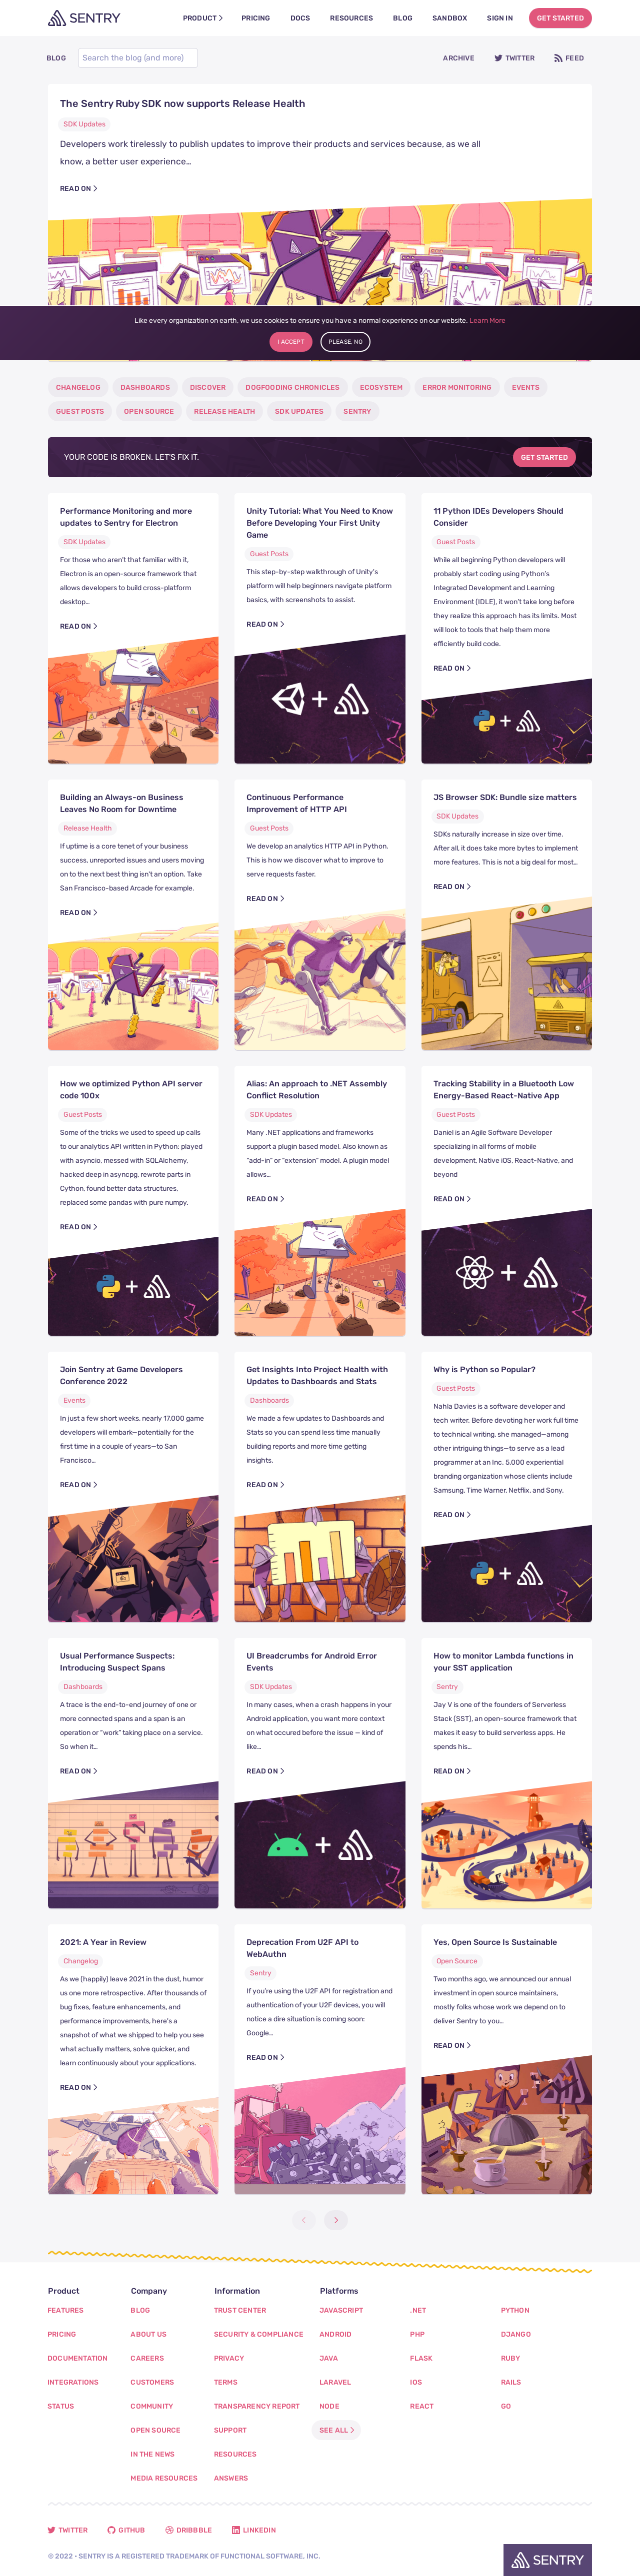 SENTRY
PRODUCT
PRICING
DOCS
RESOURCES
BLOG
SANDBOX
SIGN IN
GET STARTED
BLOG
Search the blog (and more)
ARCHIVE
TWITTER
FEED
The Sentry Ruby SDK now supports Release Health
SDK Updates
Developers work tirelessly to publish updates to improve their products and services because, as we all
know, a better user experience…
READ ON
Like every organization on earth, we use cookies to ensure you have a normal experience on our website. Learn More
I ACCEPT
PLEASE, NO
CHANGELOG
DASHBOARDS
DISCOVER
DOGFOODING CHRONICLES
ECOSYSTEM
ERROR MONITORING
EVENTS
GUEST POSTS
OPEN SOURCE
RELEASE HEALTH
SDK UPDATES
SENTRY
YOUR CODE IS BROKEN. LET'S FIX IT.
GET STARTED
Performance Monitoring and more
updates to Sentry for Electron
SDK Updates
For those who aren't that familiar with it,
Electron is an open-source framework that
allows developers to build cross-platform
desktop…
READ ON
Unity Tutorial: What You Need to Know
Before Developing Your First Unity
Game
Guest Posts
This step-by-step walkthrough of Unity's
platform will help beginners navigate platform
basics, with screenshots to assist.
READ ON
11 Python IDEs Developers Should
Consider
Guest Posts
While all beginning Python developers will
probably start coding using Python's
Integrated Development and Learning
Environment (IDLE), it won't take long before
they realize this approach has its limits. Most
will look to tools that help them more
efficiently build code.
READ ON
Building an Always-on Business
Leaves No Room for Downtime
Release Health
If uptime is a core tenet of your business
success, unreported issues and users moving
on to the next best thing isn't an option. Take
San Francisco-based Arcade for example.
READ ON
Continuous Performance
Improvement of HTTP API
Guest Posts
We develop an analytics HTTP API in Python.
This is how we discover what to improve to
serve requests faster.
READ ON
JS Browser SDK: Bundle size matters
SDK Updates
SDKs naturally increase in size over time.
After all, it does take more bytes to implement
more features. This is not a big deal for most…
READ ON
How we optimized Python API server
code 100x
Guest Posts
Some of the tricks we used to speed up calls
to our analytics API written in Python: played
with asyncio, messed with SQLAlchemy,
hacked deep in asyncpg, rewrote parts in
Cython, found better data structures,
replaced some pandas with pure numpy.
READ ON
Alias: An approach to .NET Assembly
Conflict Resolution
SDK Updates
Many .NET applications and frameworks
support a plugin based model. Also known as
"add-in" or "extension" model. A plugin model
allows…
READ ON
Tracking Stability in a Bluetooth Low
Energy-Based React-Native App
Guest Posts
Daniel is an Agile Software Developer
specializing in all forms of mobile
development, Native iOS, React-Native, and
beyond
READ ON
Join Sentry at Game Developers
Conference 2022
Events
In just a few short weeks, nearly 17,000 game
developers will embark—potentially for the
first time in a couple of years—to San
Francisco…
READ ON
Get Insights Into Project Health with
Updates to Dashboards and Stats
Dashboards
We made a few updates to Dashboards and
Stats so you can spend less time manually
building reports and more time getting
insights.
READ ON
Why is Python so Popular?
Guest Posts
Nahla Davies is a software developer and
tech writer. Before devoting her work full time
to technical writing, she managed—among
other intriguing things—to serve as a lead
programmer at an Inc. 5,000 experiential
branding organization whose clients include
Samsung, Time Warner, Netflix, and Sony.
READ ON
Usual Performance Suspects:
Introducing Suspect Spans
Dashboards
A trace is the end-to-end journey of one or
more connected spans and a span is an
operation or "work" taking place on a service.
So when it…
READ ON
UI Breadcrumbs for Android Error
Events
SDK Updates
In many cases, when a crash happens in your
Android application, you want more context
on what occured before the issue — kind of
like…
READ ON
How to monitor Lambda functions in
your SST application
Sentry
Jay V is one of the founders of Serverless
Stack (SST), an open-source framework that
makes it easy to build serverless apps. He
spends his…
READ ON
2021: A Year in Review
Changelog
As we (happily) leave 2021 in the dust, humor
us one more retrospective. After thousands of
bug fixes, feature enhancements, and
performance improvements, here's a
snapshot of what we shipped to help you see
what actually matters, solve quicker, and
learn continuously about your applications.
READ ON
Deprecation From U2F API to
WebAuthn
Sentry
If you're using the U2F API for registration and
authentication of your U2F devices, you will
notice a dire situation is coming soon:
Google…
READ ON
Yes, Open Source Is Sustainable
Open Source
Two months ago, we announced our annual
investment in open source maintainers,
mostly folks whose work we depend on to
deliver Sentry to you…
READ ON
Product
FEATURES
PRICING
DOCUMENTATION
INTEGRATIONS
STATUS
Company
BLOG
ABOUT US
CAREERS
CUSTOMERS
COMMUNITY
OPEN SOURCE
IN THE NEWS
MEDIA RESOURCES
Information
TRUST CENTER
SECURITY & COMPLIANCE
PRIVACY
TERMS
TRANSPARENCY REPORT
SUPPORT
RESOURCES
ANSWERS
Platforms
JAVASCRIPT
ANDROID
JAVA
LARAVEL
NODE
SEE ALL
.NET
PHP
FLASK
IOS
REACT
PYTHON
DJANGO
RUBY
RAILS
GO
TWITTER
GITHUB
DRIBBBLE
LINKEDIN
© 2022 • SENTRY IS A REGISTERED TRADEMARK OF FUNCTIONAL SOFTWARE, INC.
SENTRY